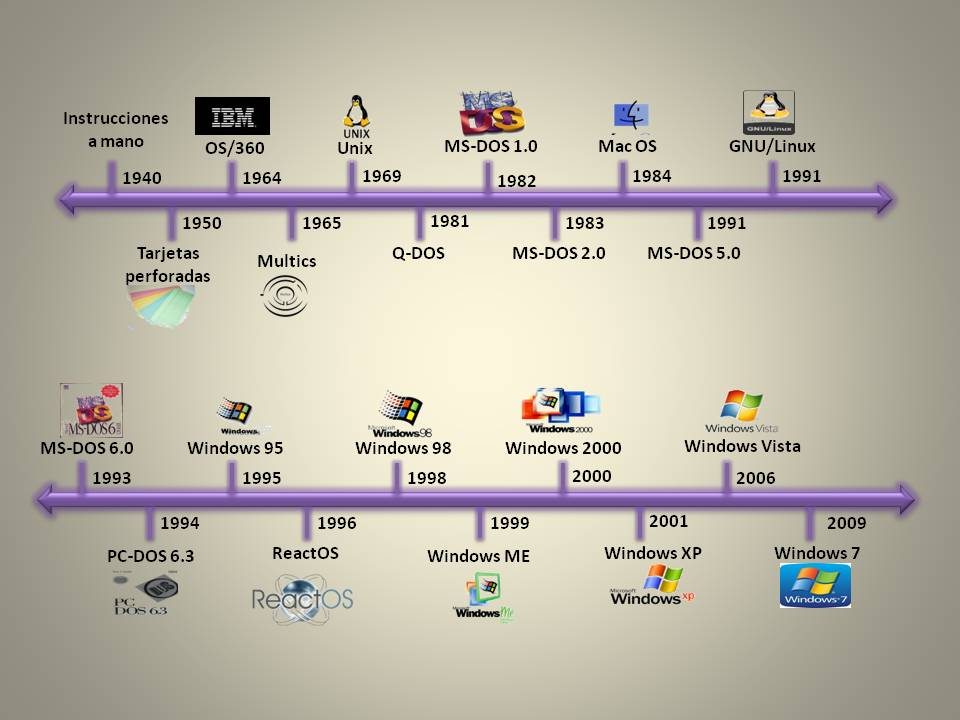 Instrucciones
a mano
IBM
OS/360
UNIX
Unix
MS
DOS
MS-DOS 1.0
Mac OS
GNU/Linux
GNU/Linux
1940
1964
1969
1982
1984
1991
1950
1965
1981
1983
1991
Tarjetas
perforadas
Multics
Q-DOS
MS-DOS 2.0
MS-DOS 5.0
MS
DOS
MS-DOS 6
MS-DOS 6.0
Windows
Windows 95
Microsoft
Windows98
Windows 98
Windows 2000
Windows 2000
Windows Vista
Windows Vista
1993
1995
1998
2000
2006
1994
1996
1999
2001
2009
PC-DOS 6.3
PC
DOS 6.3
ReactOS
ReactOS
Windows ME
Microsoft
Windows Me
Windows XP
Microsoft
Windows xp
Windows 7
Windows 7